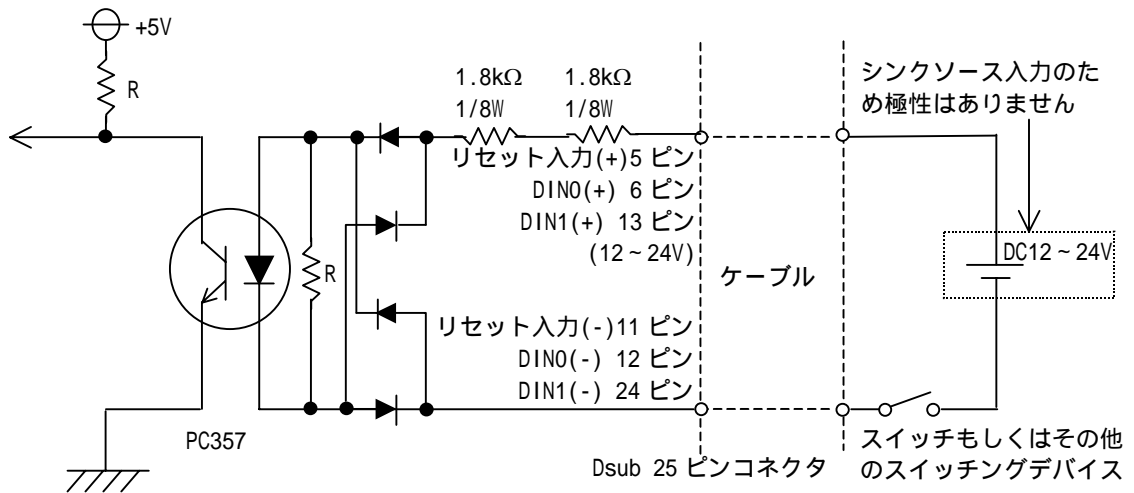 +5V
R
1.8kΩ
1/8W
1.8kΩ
1/8W
リセット入力(+)5 ピン
DIN0(+) 6 ピン
DIN1(+) 13 ピン
(12~24V)
R
リセット入力(-)11 ピン
DIN0(-) 12 ピン
DIN1(-) 24 ピン
PC357
ケーブル
Dsub 25 ピンコネクタ
シンクソース入力のた
め極性はありません
DC12~24V
スイッチもしくはその他
のスイッチングデバイス